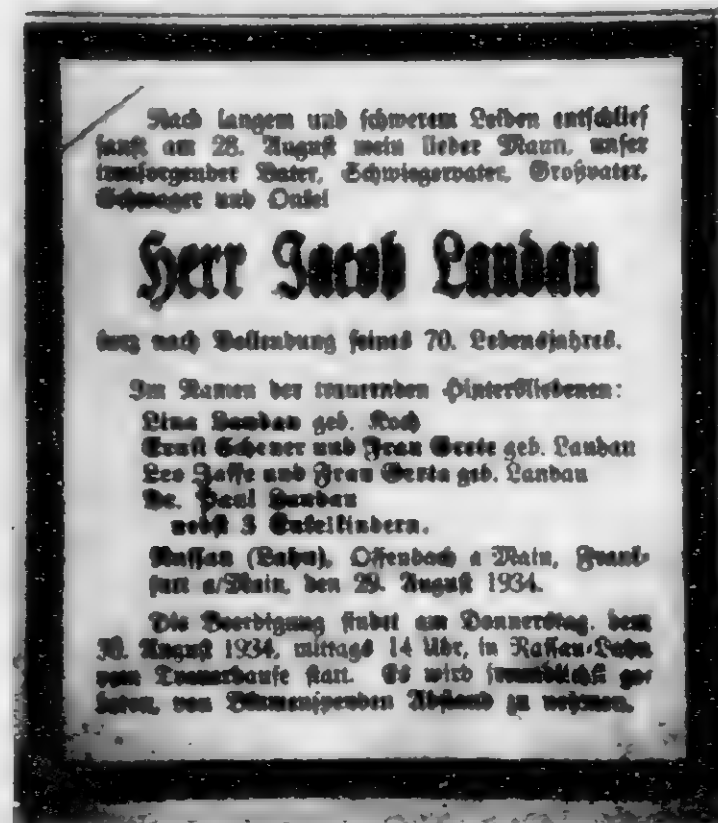 Nach langem und schwerem Leiden entschlief
sanft am 28. August mein lieber Mann, unser
treusorgender Vater, Schwiegervater, Großvater,
Schwager und Onkel
Herr Jacob Landau
kurz nach Vollendung seines 70. Lebensjahres.
Im Namen der trauernden Hinterbliebenen:
Lina Landau geb. Koch
Ernst Scheuer und Frau Grete geb. Landau
Leo Jaffe und Frau Gerta geb. Landau
Dr. Paul Landau
nebst 3 Enkelkindern.
Nassau (Lahn), Offenbach a Main, Frank-
furt a/Main, den 29. August 1934.
Die Beerdigung findet am Donnerstag, dem
30. August 1934, mittags 14 Uhr, in Nassau-Lahn
vom Trauerhause statt. Es wird freundlichst ge-
beten, von Blumenspenden Abstand zu nehmen.